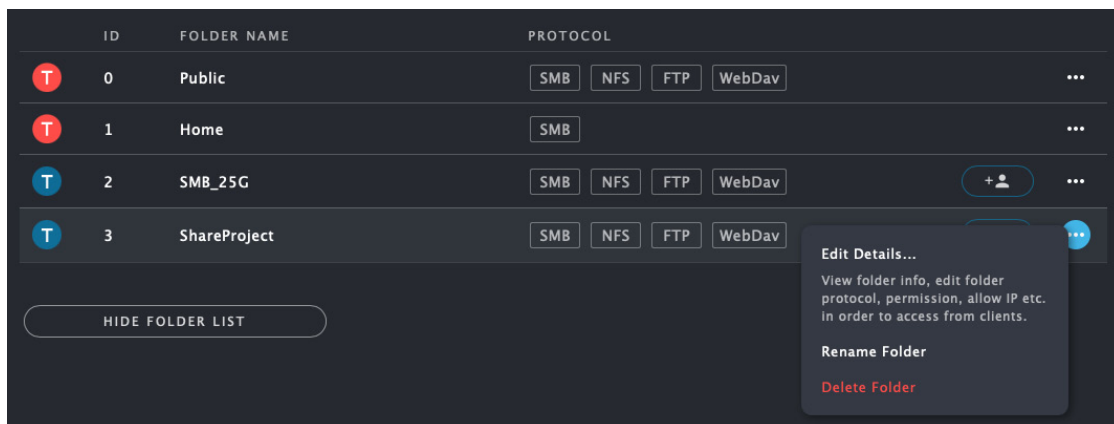 ID FOLDER NAME PROTOCOL
T 0 Public SMB NFS FTP WebDav ...
T 1 Home SMB ...
T 2 SMB_25G SMB NFS FTP WebDav + ...
T 3 ShareProject SMB NFS FTP WebDav ...
Edit Details...
View folder info, edit folder
protocol, permission, allow IP etc.
in order to access from clients.
Rename Folder
Delete Folder
HIDE FOLDER LIST